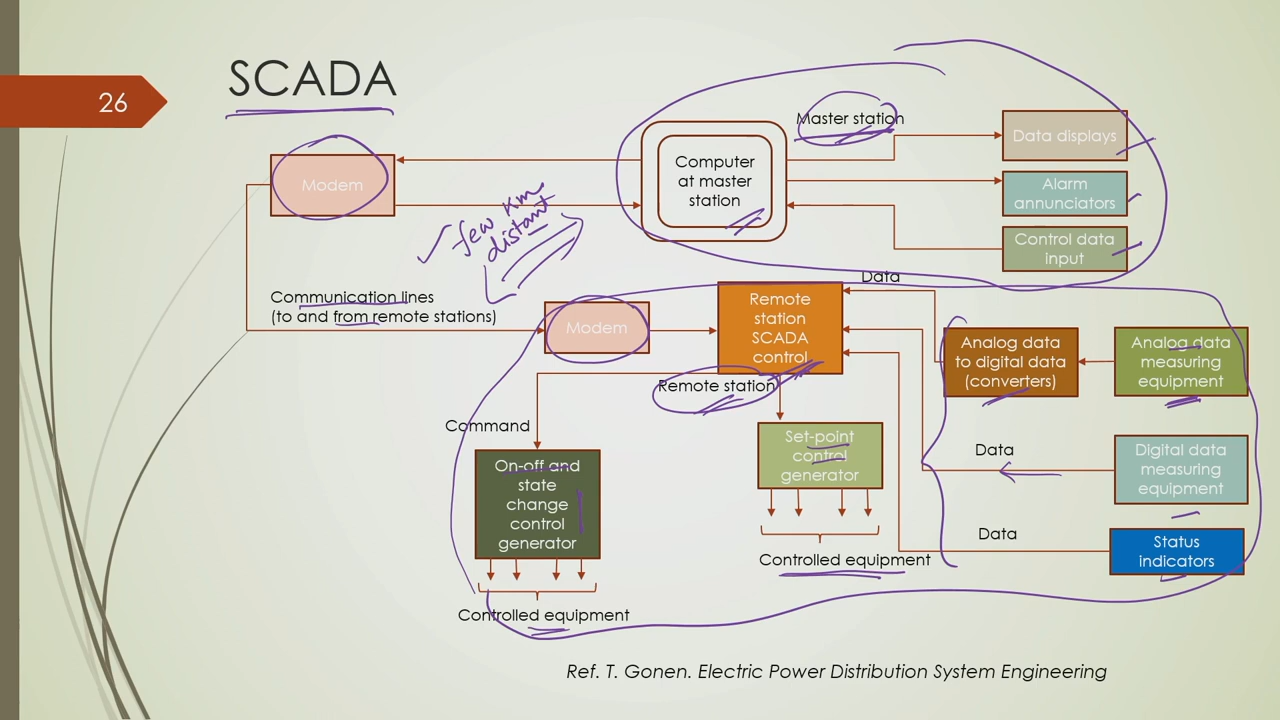 26
SCADA
Master station
Modem
Computer
at master
station
Data displays
Alarm
annunciators
Control data
input
few Km
distant
Communication lines
(to and from remote stations)
Modem
Remote
station
SCADA
control
Data
Analog data
to digital data
(converters)
Analog data
measuring
equipment
Remote station
Command
On-off and
state
change
control
generator
Set-point
control
generator
Data
Digital data
measuring
equipment
Data
Status
indicators
Controlled equipment
Controlled equipment
Ref. T. Gonen. Electric Power Distribution System Engineering